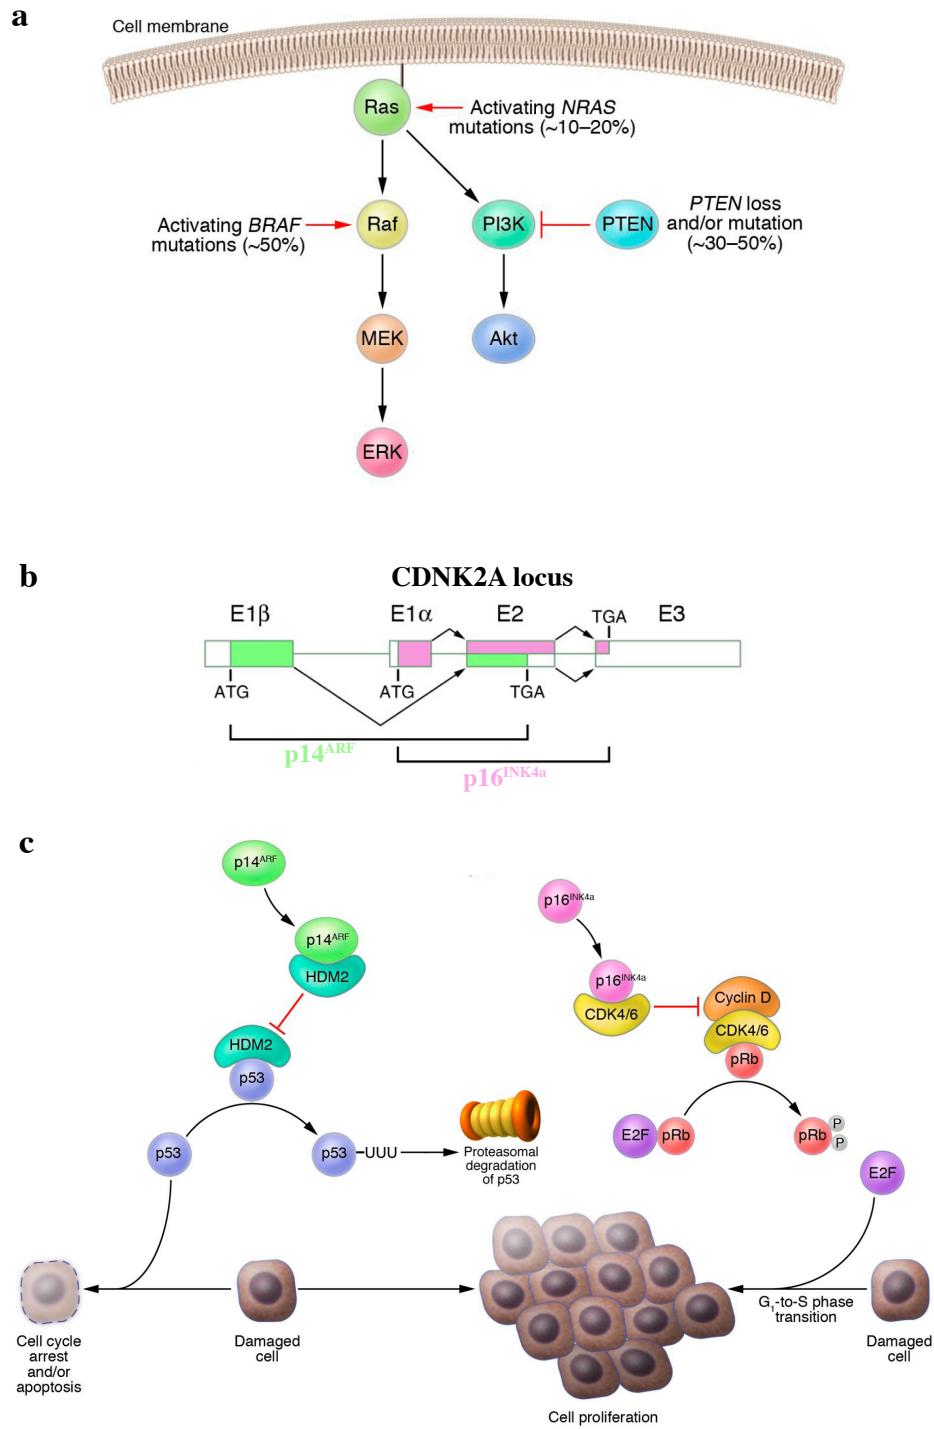 a
Cell membrane
Ras
Activating NRAS
mutations (~10–20%)
Activating BRAF
mutations (~50%)
Raf
PI3K
PTEN
PTEN loss
and/or mutation
(~30–50%)
MEK
Akt
ERK
b
CDNK2A locus
E1β
E1α
E2
TGA
E3
ATG
ATG
TGA
p14ARF
p16INK4a
c
p14ARF
p14ARF
HDM2
HDM2
p53
p53
p53
-UUU
Proteasomal
degradation
of p53
p16INK4a
p16INK4a
CDK4/6
Cyclin D
CDK4/6
pRb
E2F
pRb
pRb
P
P
E2F
G1-to-S phase
transition
Cell cycle
arrest
and/or
apoptosis
Damaged
cell
Damaged
cell
Cell proliferation